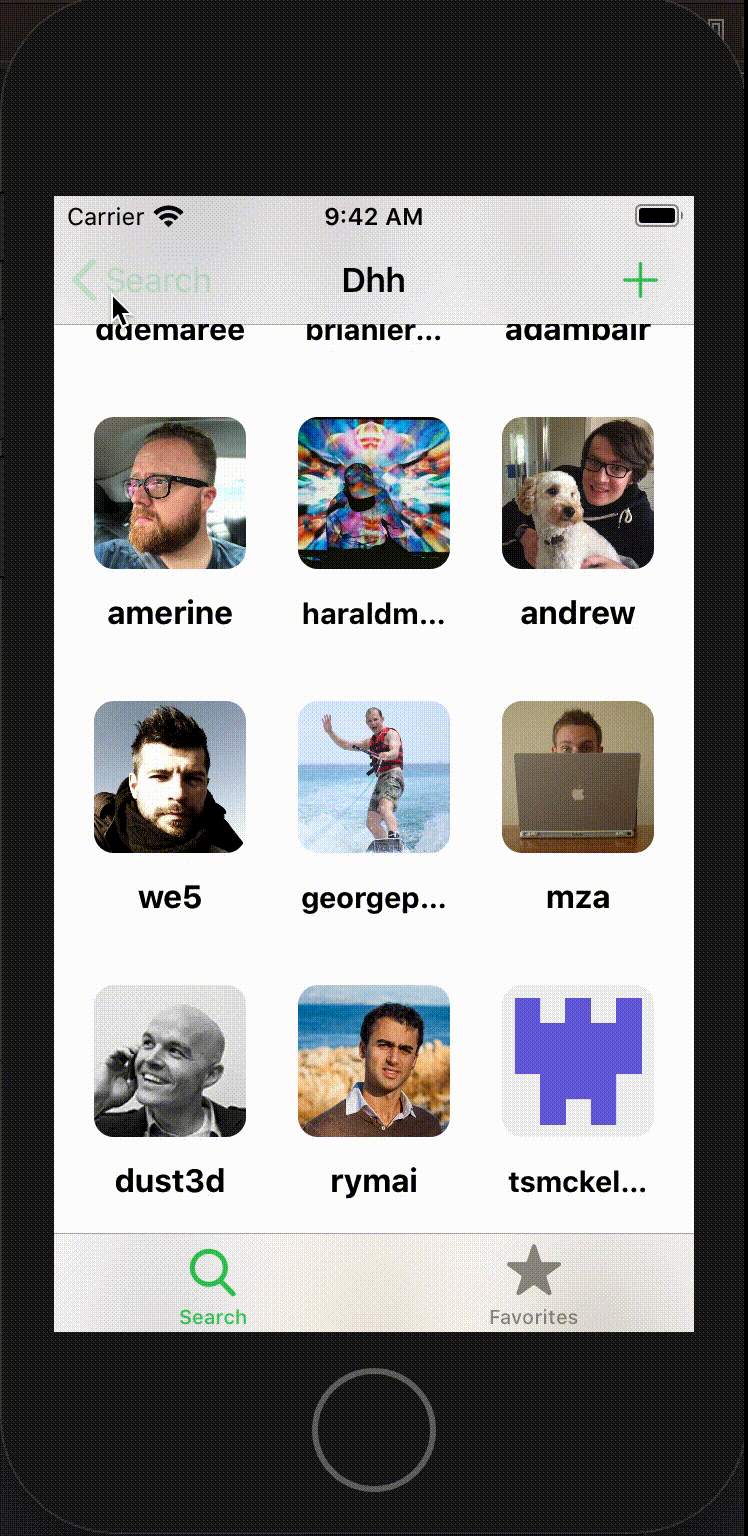 Carrier 9:42 AM
Search Dhh
ddemaree brianler... adambair
amerine haraldm... andrew
we5 georgep... mza
dust3d rymai tsmckel...
Search Favorites